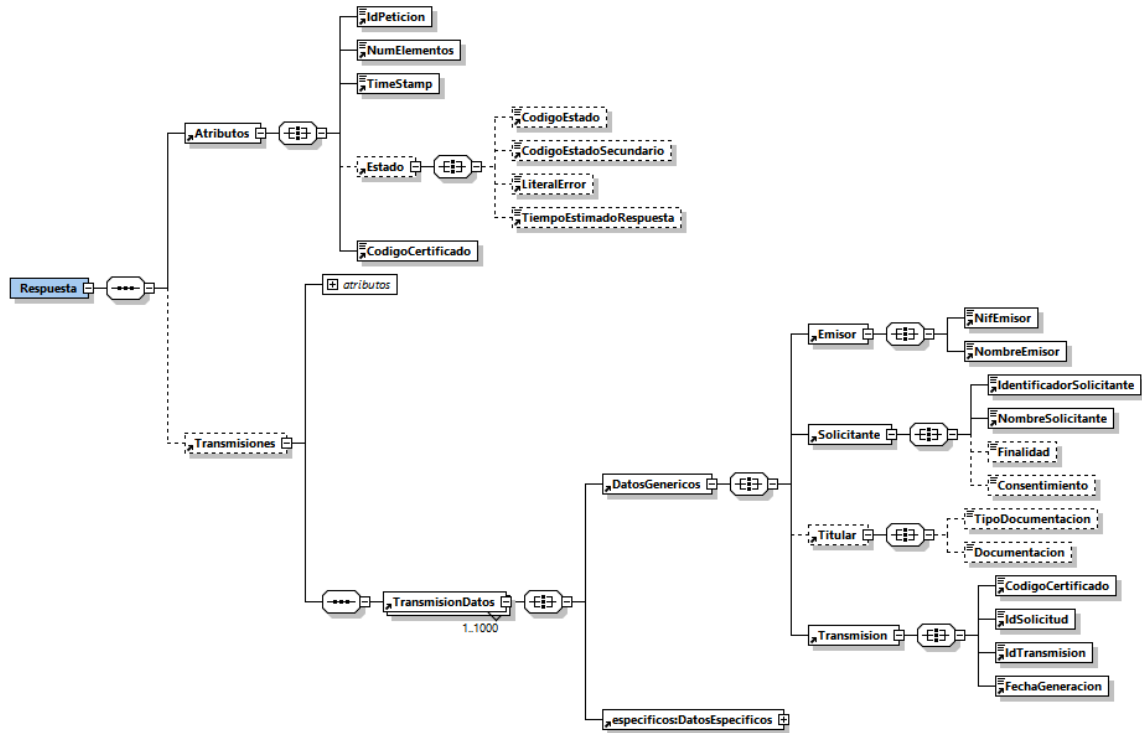 IdPeticion
NumElementos
TimeStamp
Atributos
CodigoEstado
CodigoEstadoSecundario
Estado
LiteralError
TiempoEstimadoRespuesta
CodigoCertificado
Respuesta
atributos
Transmisiones
Emisor
NifEmisor
NombreEmisor
IdentificadorSolicitante
NombreSolicitante
Solicitante
Finalidad
Consentimiento
DatosGenericos
TipoDocumentacion
Titular
Documentacion
CodigoCertificado
IdSolicitud
Transmision
IdTransmision
FechaGeneracion
TransmisionDatos
1..1000
especificos:DatosEspecificos